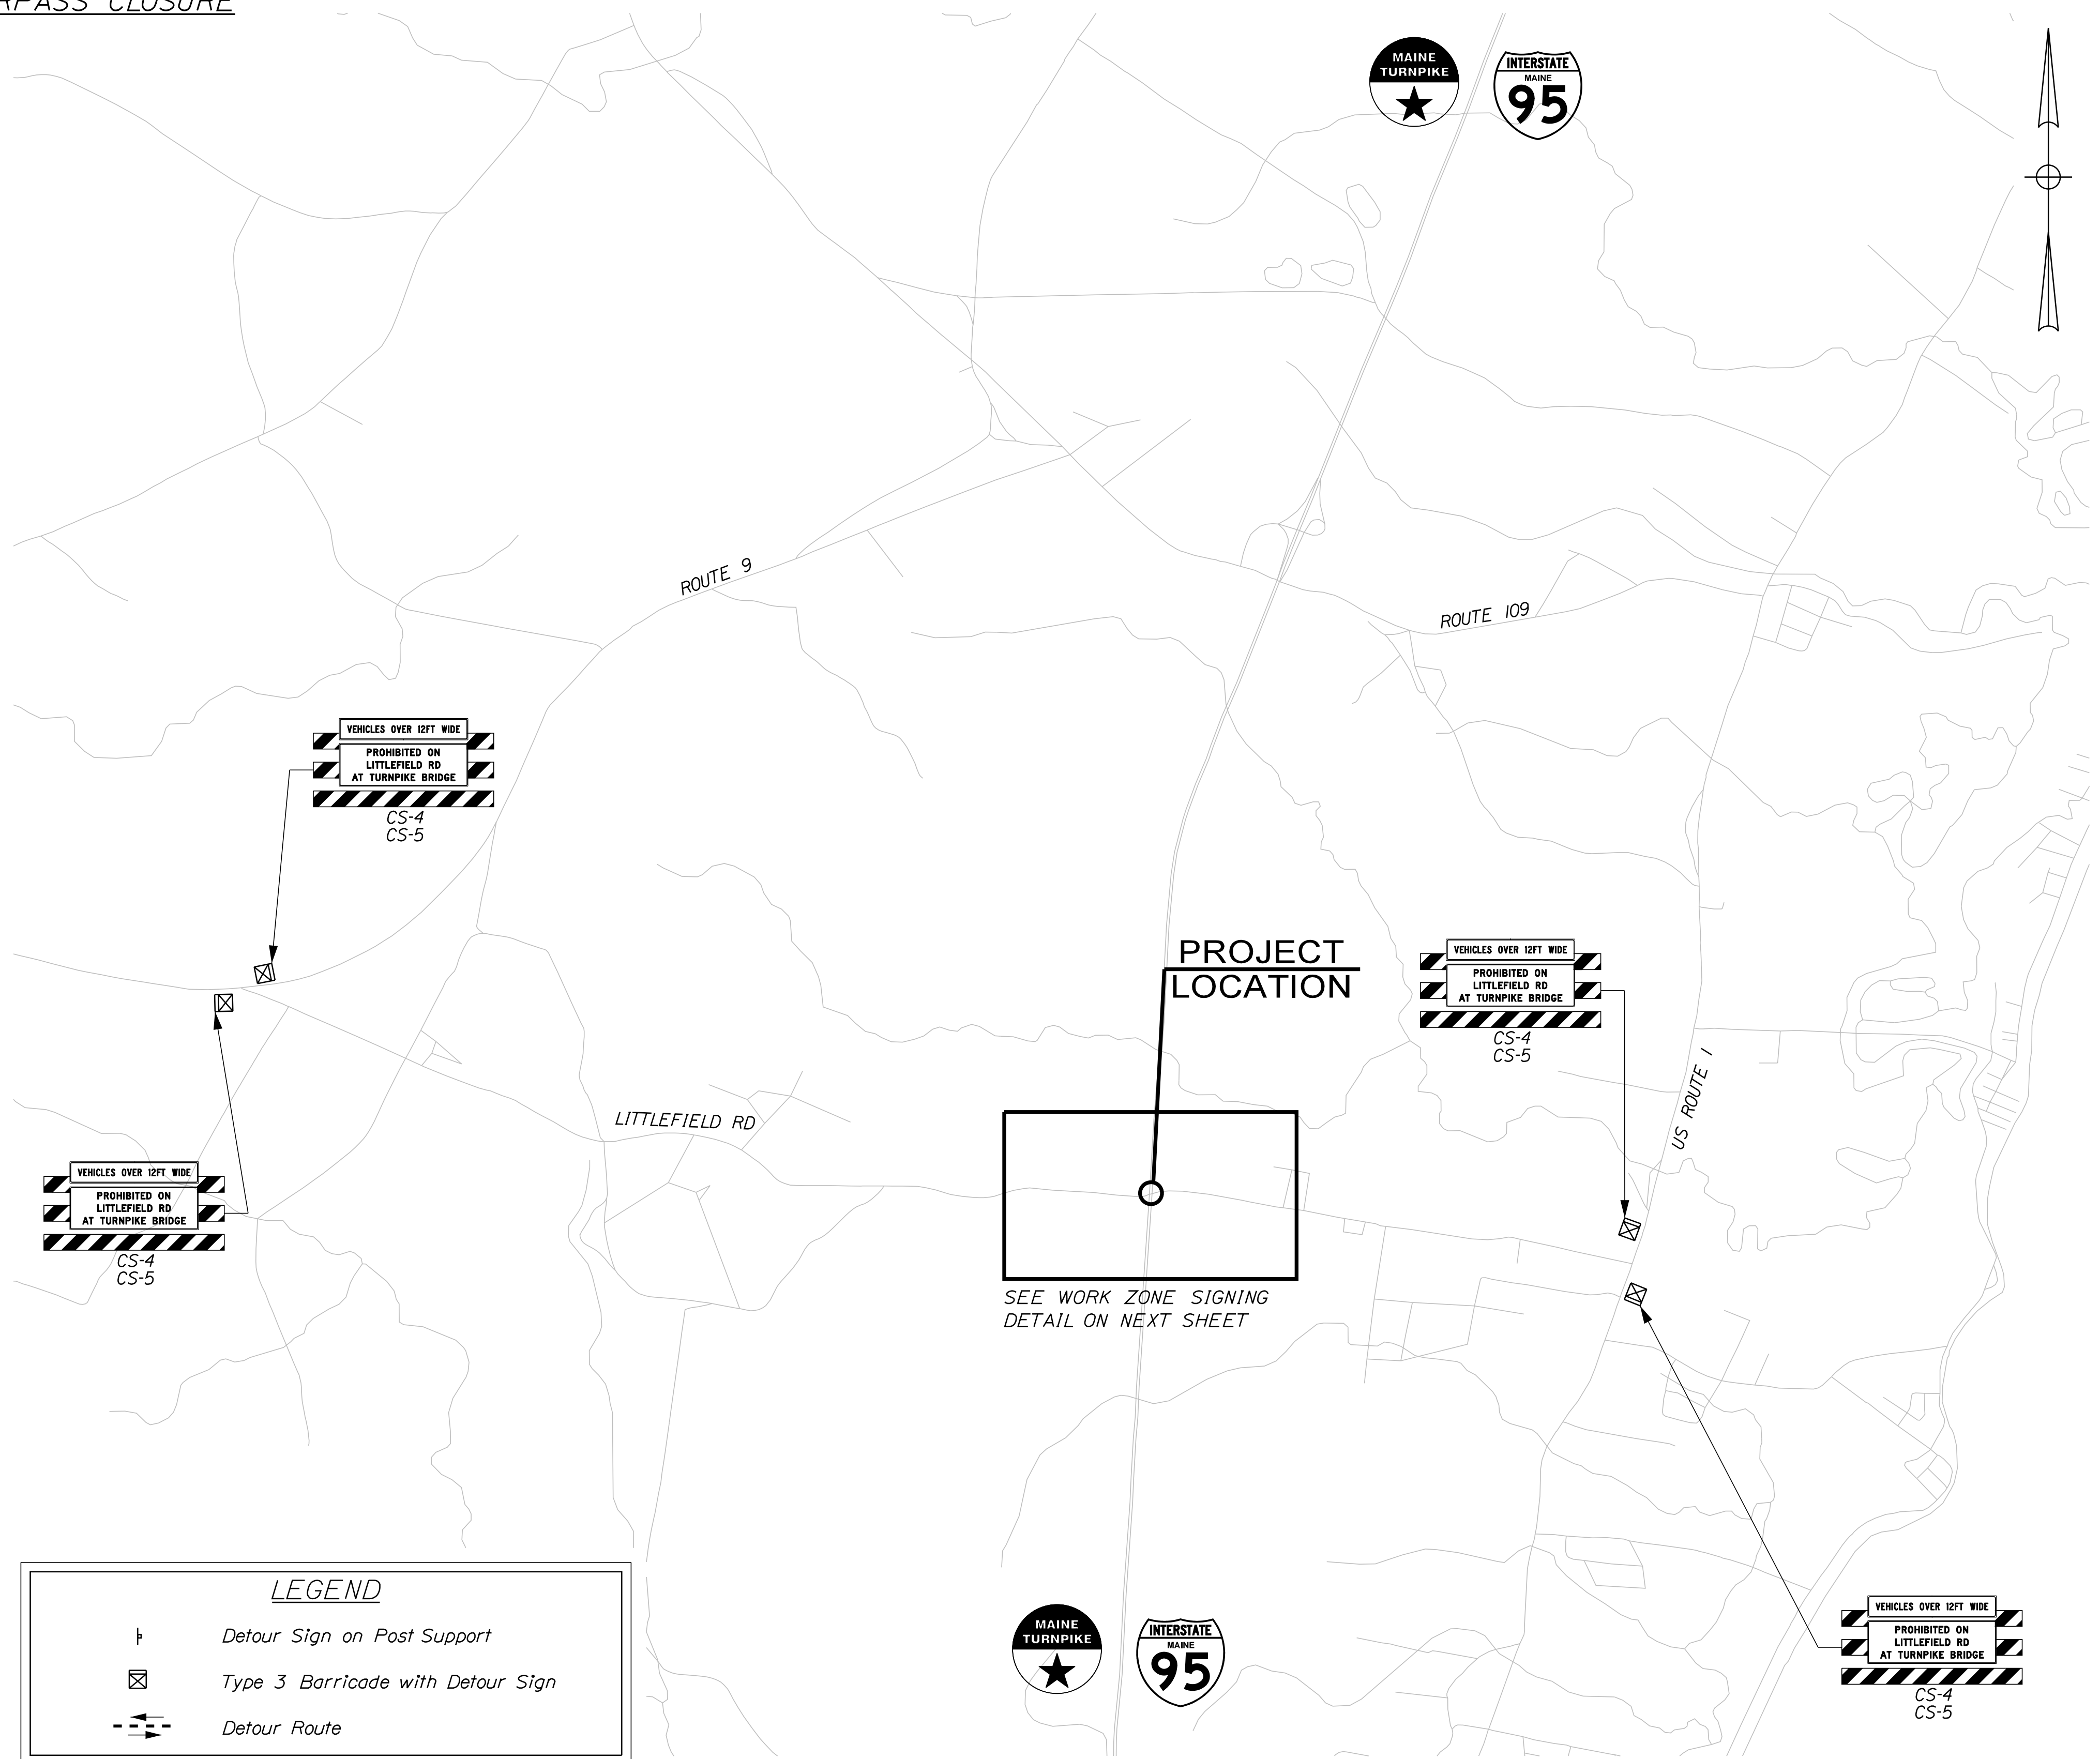 RPASS CLOSURE
MAINE
TURNPIKE
INTERSTATE
MAINE
95
ROUTE 9
ROUTE 109
VEHICLES OVER 12FT WIDE
PROHIBITED ON
LITTLEFIELD RD
AT TURNPIKE BRIDGE
CS-4
CS-5
PROJECT
LOCATION
VEHICLES OVER 12FT WIDE
PROHIBITED ON
LITTLEFIELD RD
AT TURNPIKE BRIDGE
CS-4
CS-5
US ROUTE 1
LITTLEFIELD RD
VEHICLES OVER 12FT WIDE
PROHIBITED ON
LITTLEFIELD RD
AT TURNPIKE BRIDGE
CS-4
CS-5
SEE WORK ZONE SIGNING
DETAIL ON NEXT SHEET
LEGEND
Detour Sign on Post Support
Type 3 Barricade with Detour Sign
Detour Route
MAINE
TURNPIKE
INTERSTATE
MAINE
95
VEHICLES OVER 12FT WIDE
PROHIBITED ON
LITTLEFIELD RD
AT TURNPIKE BRIDGE
CS-4
CS-5